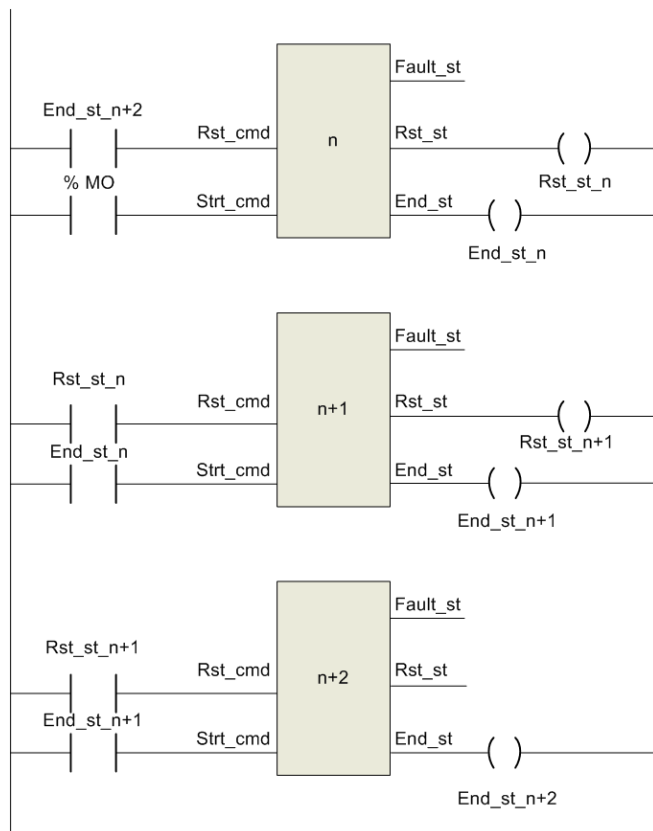 Fault_st
End_st_n+2
Rst_cmd
n
Rst_st
% MO
Rst_st_n
Strt_cmd
End_st
End_st_n
Fault_st
Rst_st_n
Rst_cmd
n+1
Rst_st
End_st_n
Rst_st_n+1
Strt_cmd
End_st
End_st_n+1
Fault_st
Rst_st_n+1
Rst_cmd
n+2
Rst_st
End_st_n+1
Strt_cmd
End_st
End_st_n+2